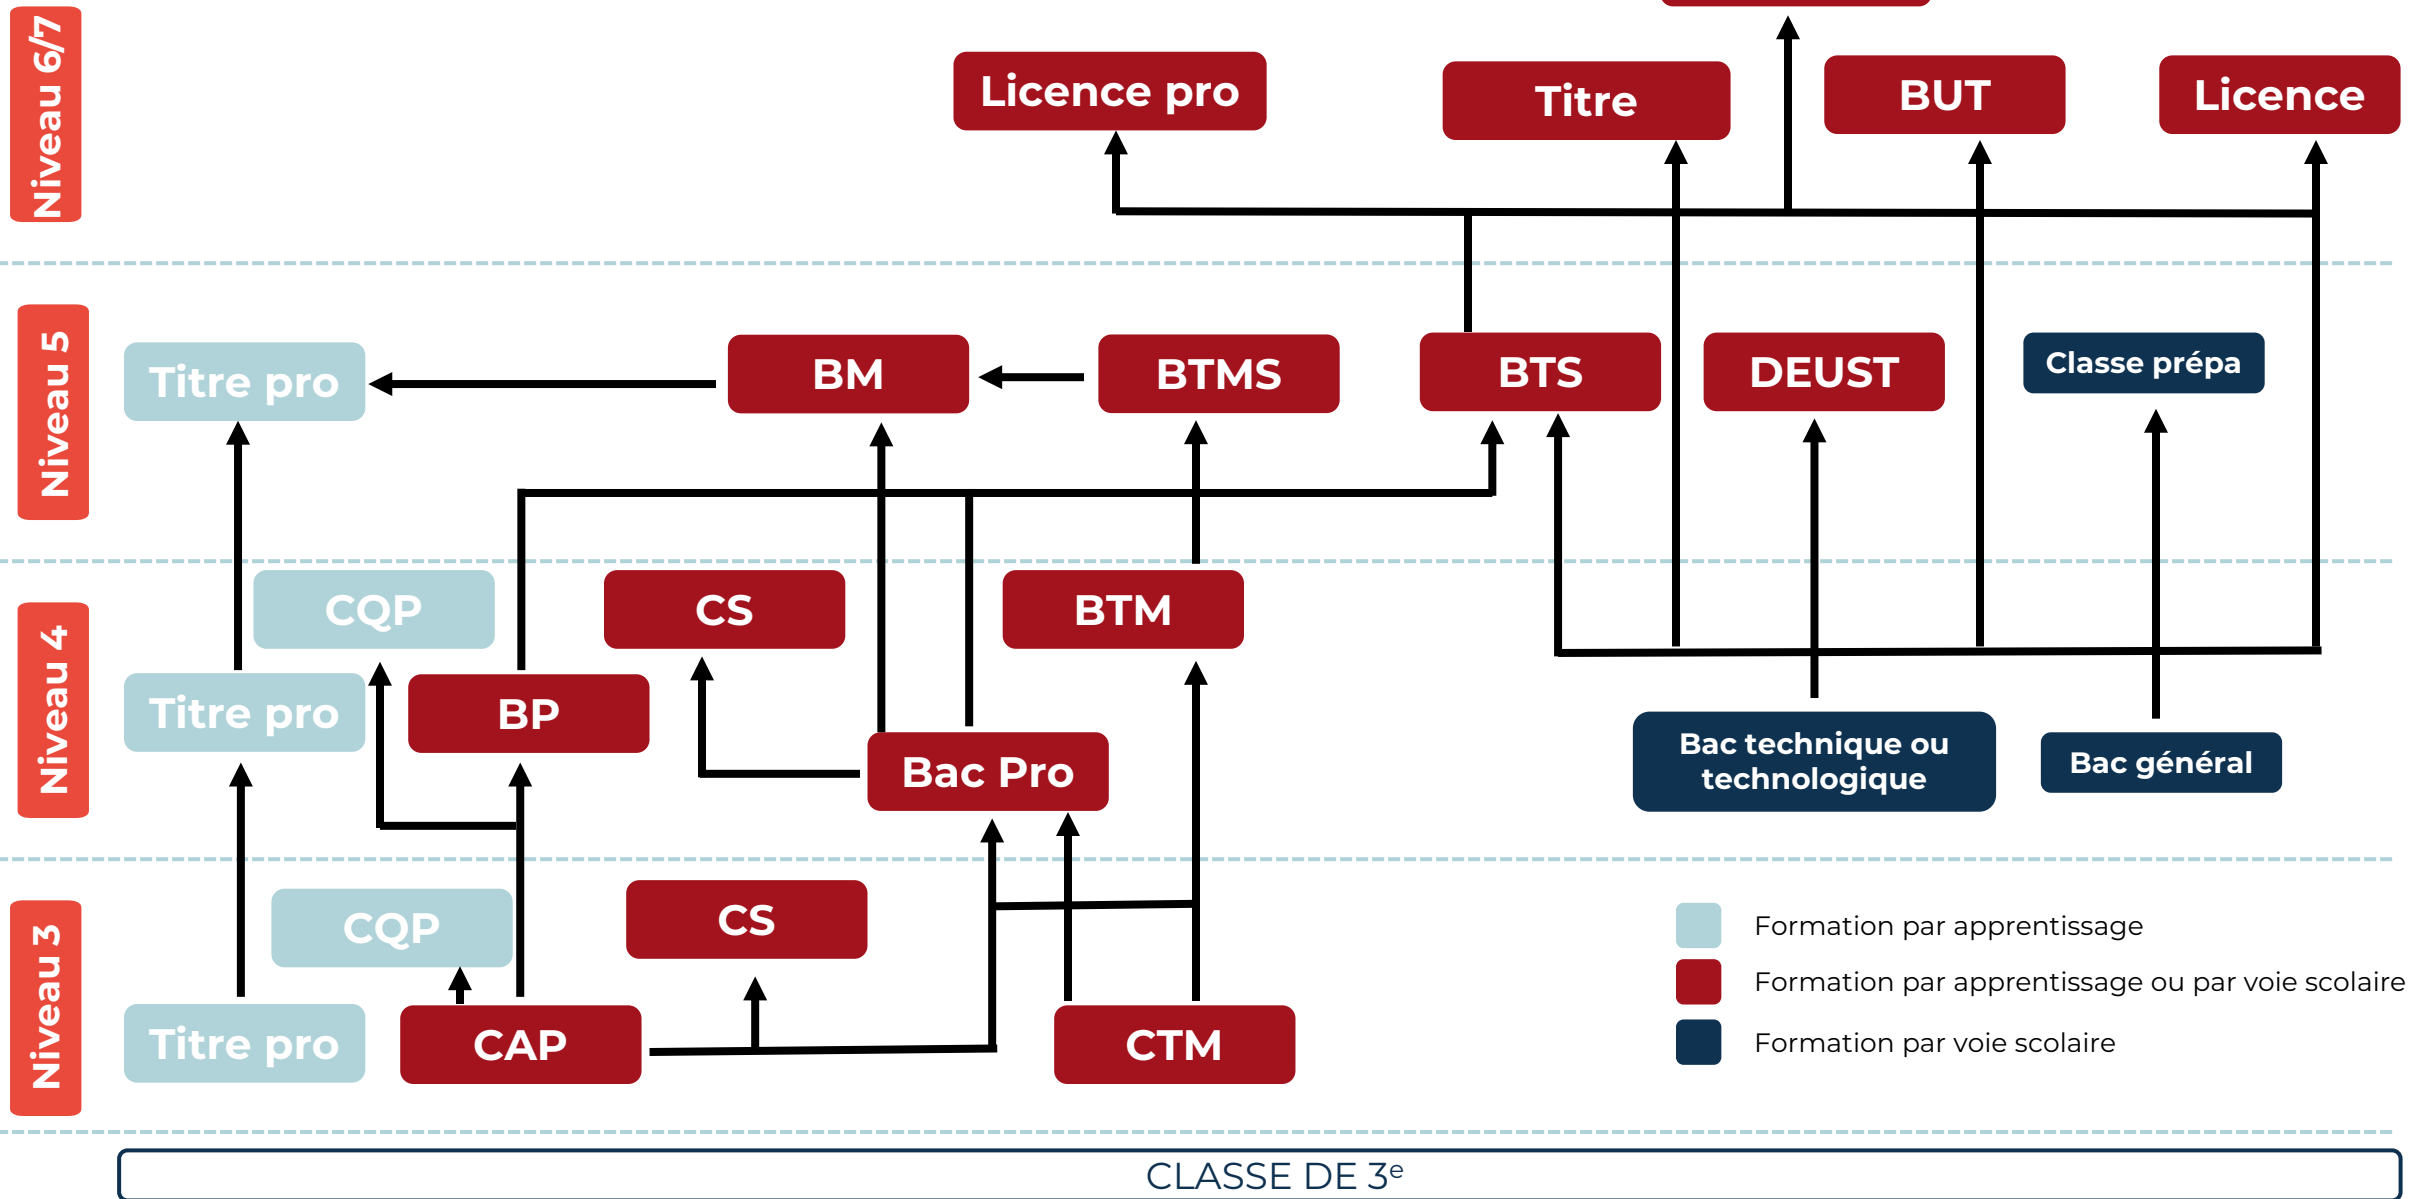 Niveau 6/7
Licence pro
Titre
BUT
Licence
Niveau 5
Titre pro
BM
BTMS
BTS
DEUST
Classe prépa
Niveau 4
CQP
CS
BTM
Titre pro
BP
Bac Pro
Bac technique ou
technologique
Bac général
Niveau 3
CQP
CS
Titre pro
CAP
CTM
Formation par apprentissage
Formation par apprentissage ou par voie scolaire
Formation par voie scolaire
CLASSE DE 3ᵉ